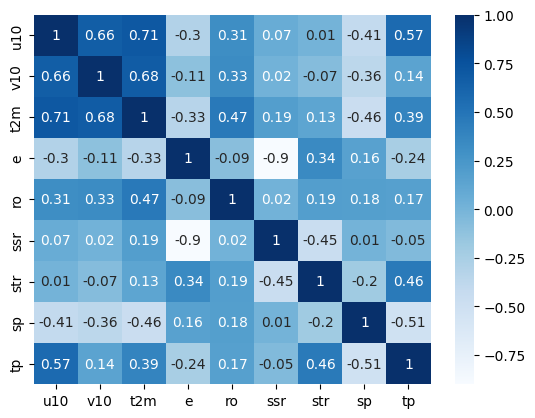 u10 1 0.66 0.71 -0.3 0.31 0.07 0.01 -0.41 0.57
v10 0.66 1 0.68 -0.11 0.33 0.02 -0.07 -0.36 0.14
t2m 0.71 0.68 1 -0.33 0.47 0.19 0.13 -0.46 0.39
e -0.3 -0.11 -0.33 1 -0.09 -0.9 0.34 0.16 -0.24
ro 0.31 0.33 0.47 -0.09 1 0.02 0.19 0.18 0.17
ssr 0.07 0.02 0.19 -0.9 0.02 1 -0.45 0.01 -0.05
str 0.01 -0.07 0.13 0.34 0.19 -0.45 1 -0.2 0.46
sp -0.41 -0.36 -0.46 0.16 0.18 0.01 -0.2 1 -0.51
tp 0.57 0.14 0.39 -0.24 0.17 -0.05 0.46 -0.51 1
u10 v10 t2m e ro ssr str sp tp
1.00
0.75
0.50
0.25
0.00
−0.25
−0.50
−0.75